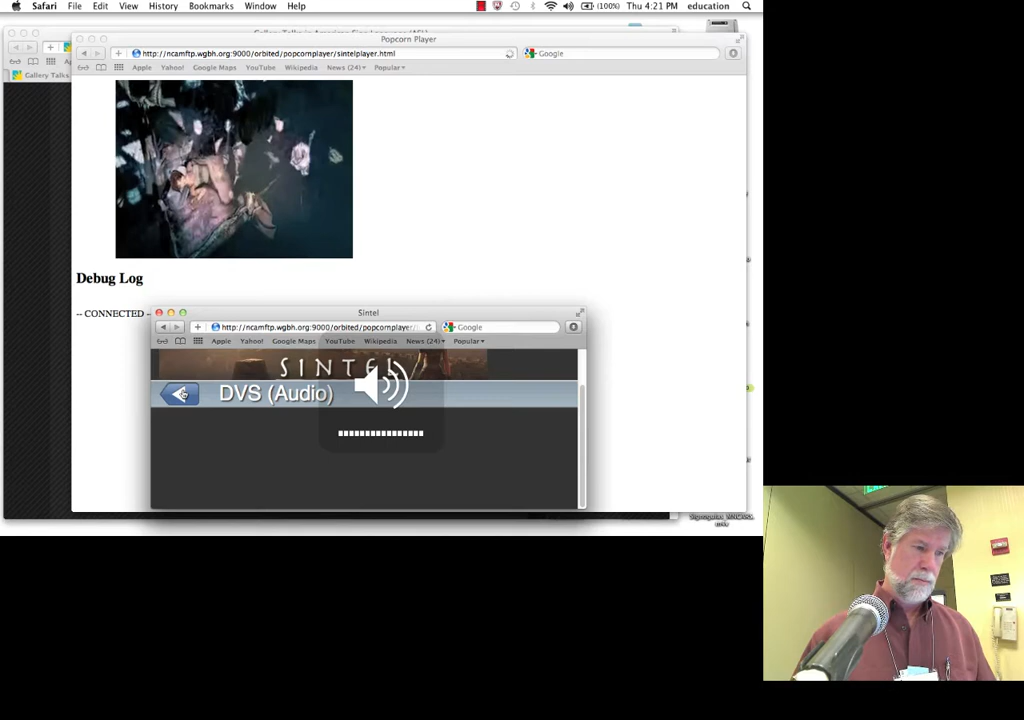 Safari File Edit View History Bookmarks Window Help (100%) Thu 4:21 PM education
Popcorn Player
http://ncamftp.wgbh.org:9000/orbited/popcornplayer/sintelplayer.html Google
Apple Yahoo! Google Maps YouTube Wikipedia News (24) Popular
Gallery Talks
Debug Log
-- CONNECTED --
Sintel
http://ncamftp.wgbh.org:9000/orbited/popcornplayer/ Google
Apple Yahoo! Google Maps YouTube Wikipedia News (24) Popular
SINTEL
DVS (Audio)